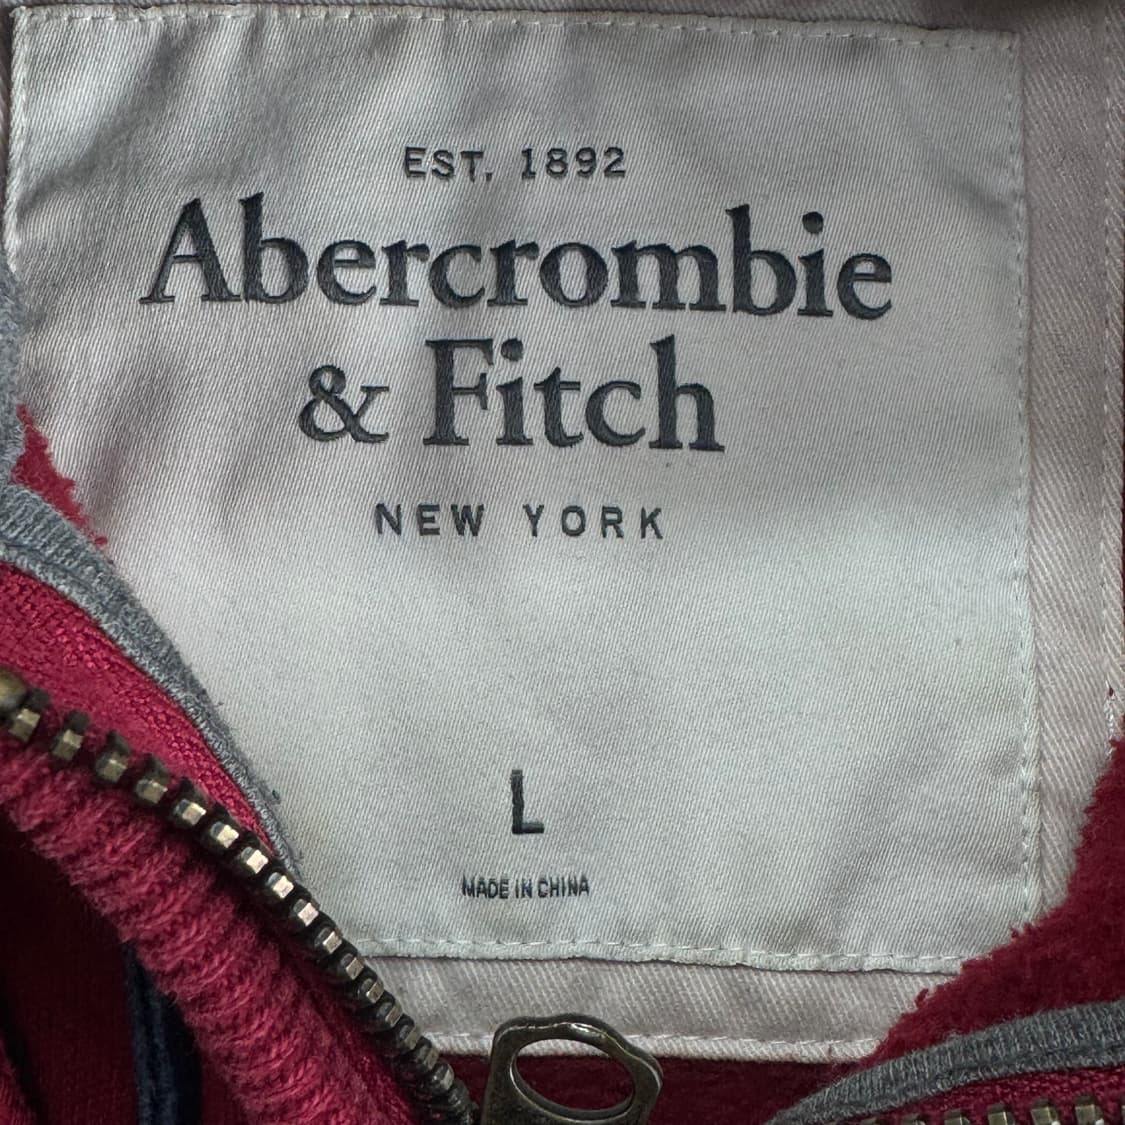 EST. 1892
Abercrombie
& Fitch
NEW YORK
L
MADE IN CHINA